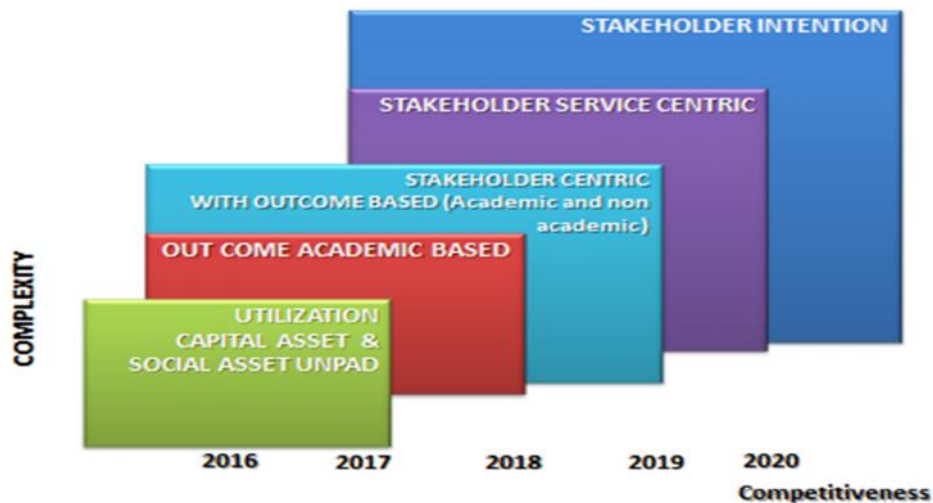 STAKEHOLDER INTENTION
STAKEHOLDER SERVICE CENTRIC
STAKEHOLDER CENTRIC
WITH OUTCOME BASED (Academic and non
academic)
OUT COME ACADEMIC BASED
UTILIZATION
CAPITAL ASSET &
SOCIAL ASSET UNPAD
COMPLEXITY
2016 2017 2018 2019 2020
Competitiveness